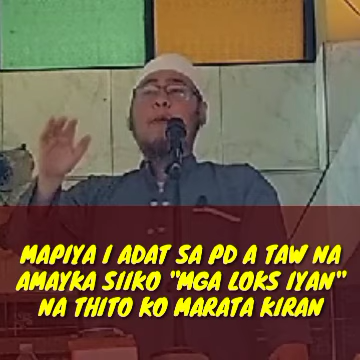 MAPIYA I ADAT SA PD A TAW NA
AMAYKA SIIKO "MGA LOKS IYAN"
NA THITO KO MARATA KIRAN